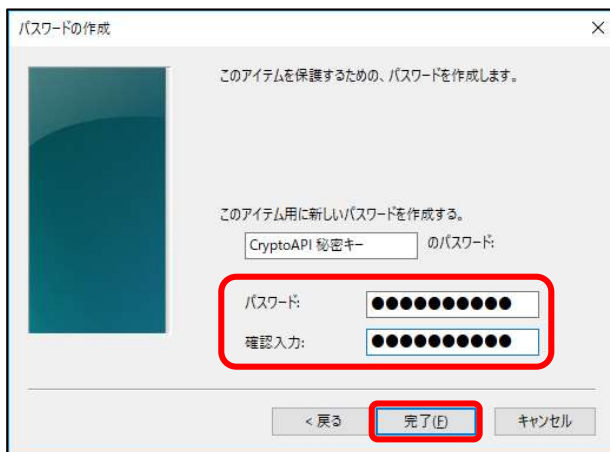 パスワードの作成
このアイテムを保護するための、パスワードを作成します。
このアイテム用に新しいパスワードを作成する。
CryptoAPI 秘密キー のパスワード:
パスワード: ●●●●●●●●●●
確認入力: ●●●●●●●●●●
< 戻る 完了(F) キャンセル